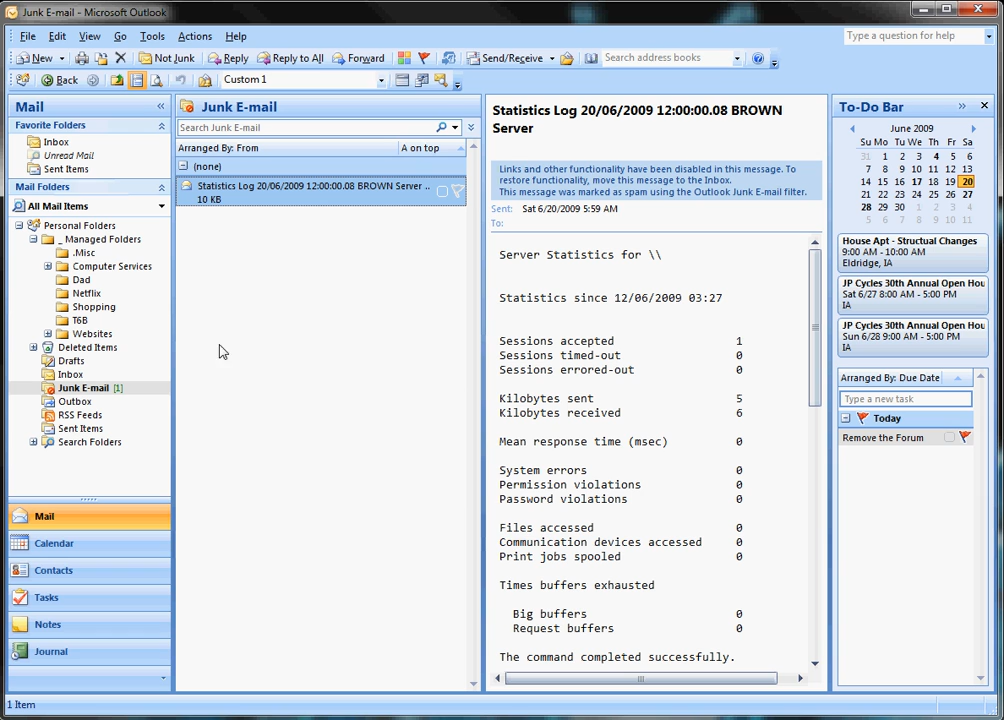 Junk E-mail - Microsoft Outlook
File Edit View Go Tools Actions Help
Type a question for help
New Not Junk Reply Reply to All Forward Send/Receive Search address books
Back Custom 1
Mail
Favorite Folders
Inbox
Unread Mail
Sent Items
Mail Folders
All Mail Items
Personal Folders
_ Managed Folders
.Misc
Computer Services
Dad
Netflix
Shopping
T6B
Websites
Deleted Items
Drafts
Inbox
Junk E-mail [1]
Outbox
RSS Feeds
Sent Items
Search Folders
Mail
Calendar
Contacts
Tasks
Notes
Journal
Junk E-mail
Search Junk E-mail
Arranged By: From A on top
(none)
Statistics Log 20/06/2009 12:00:00.08 BROWN Server ..
10 KB
Statistics Log 20/06/2009 12:00:00.08 BROWN
Server
Links and other functionality have been disabled in this message. To
restore functionality, move this message to the Inbox.
This message was marked as spam using the Outlook Junk E-mail filter.
Sent: Sat 6/20/2009 5:59 AM
To:
Server Statistics for \\
Statistics since 12/06/2009 03:27
Sessions accepted 1
Sessions timed-out 0
Sessions errored-out 0
Kilobytes sent 5
Kilobytes received 6
Mean response time (msec) 0
System errors 0
Permission violations 0
Password violations 0
Files accessed 0
Communication devices accessed 0
Print jobs spooled 0
Times buffers exhausted
Big buffers 0
Request buffers 0
The command completed successfully.
To-Do Bar
June 2009
Su Mo Tu We Th Fr Sa
31 1 2 3 4 5 6
7 8 9 10 11 12 13
14 15 16 17 18 19 20
21 22 23 24 25 26 27
28 29 30 1 2 3 4
5 6 7 8 9 10 11
House Apt - Structual Changes
9:00 AM - 10:00 AM
Eldridge, IA
JP Cycles 30th Annual Open Hou
Sat 6/27 8:00 AM - 5:00 PM
IA
JP Cycles 30th Annual Open Hou
Sun 6/28 9:00 AM - 5:00 PM
IA
Arranged By: Due Date
Type a new task
Today
Remove the Forum
1 Item